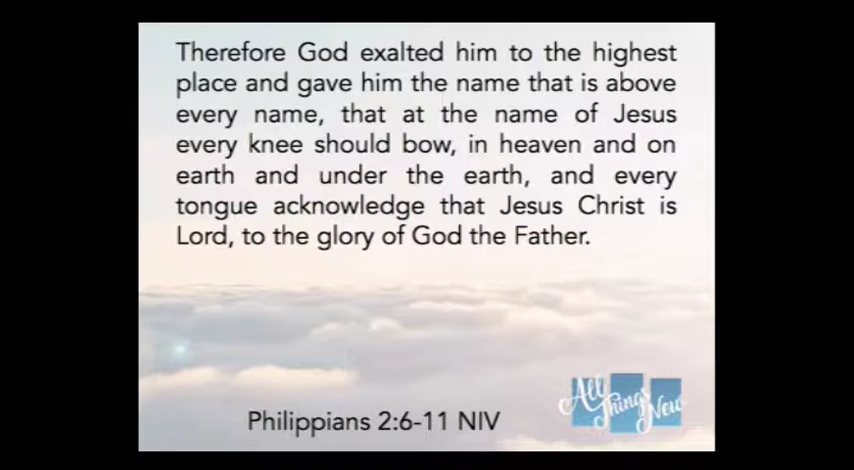 Therefore God exalted him to the highest
place and gave him the name that is above
every name, that at the name of Jesus
every knee should bow, in heaven and on
earth and under the earth, and every
tongue acknowledge that Jesus Christ is
Lord, to the glory of God the Father.
Philippians 2:6-11 NIV
All
Things
New